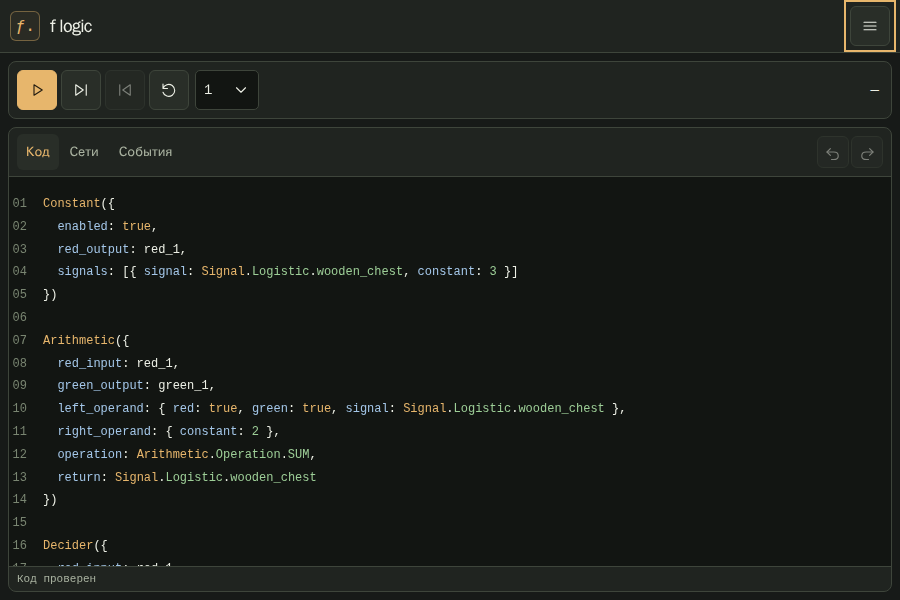 f. f logic
1 –
Код Сети События
01 Constant({
02 enabled: true,
03 red_output: red_1,
04 signals: [{ signal: Signal.Logistic.wooden_chest, constant: 3 }]
05 })
06
07 Arithmetic({
08 red_input: red_1,
09 green_output: green_1,
10 left_operand: { red: true, green: true, signal: Signal.Logistic.wooden_chest },
11 right_operand: { constant: 2 },
12 operation: Arithmetic.Operation.SUM,
13 return: Signal.Logistic.wooden_chest
14 })
15
16 Decider({
17 red_input: red_1,
Код проверен